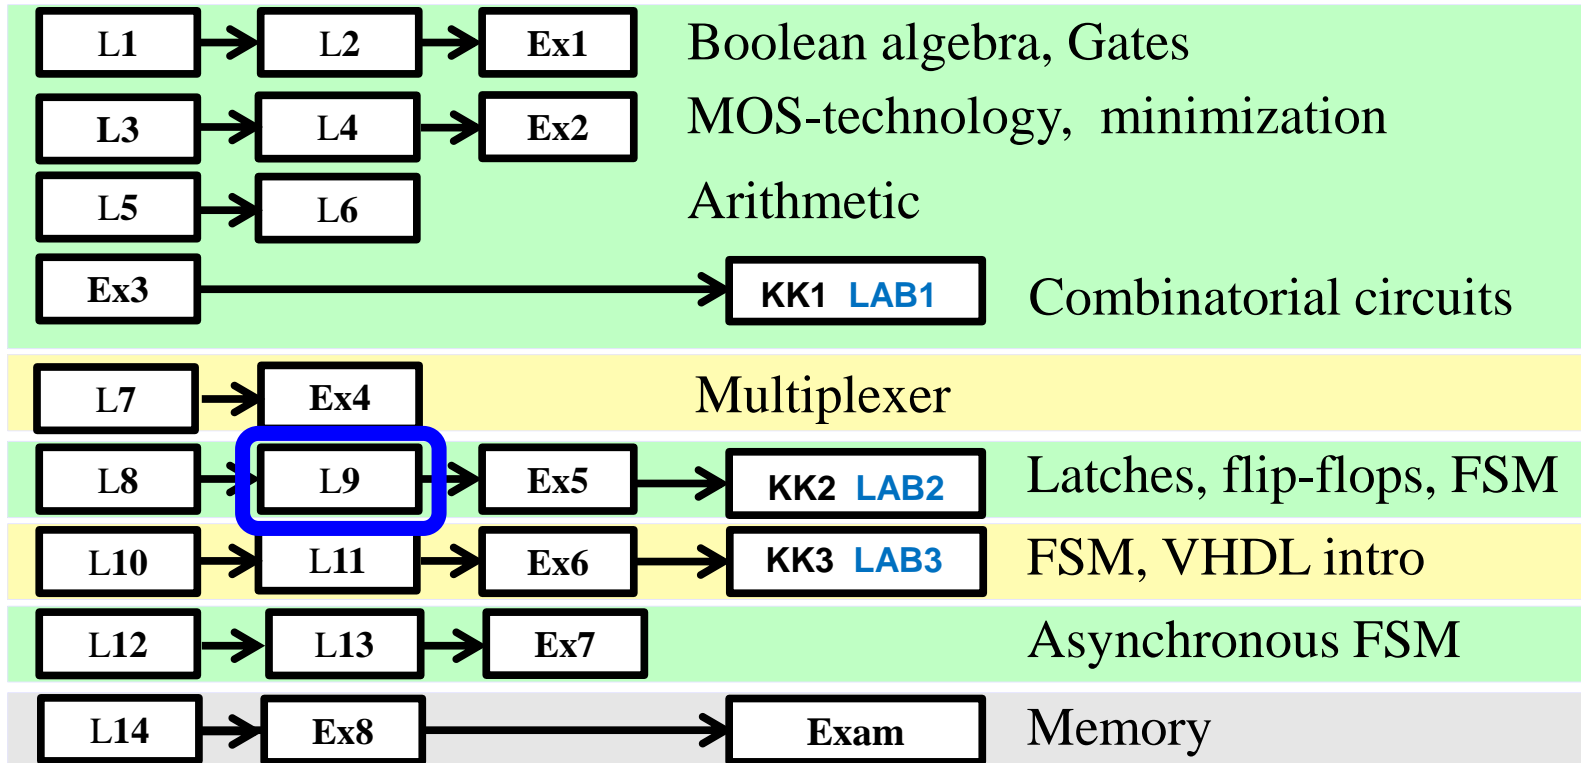 L1 L2 Ex1 Boolean algebra, Gates
L3 L4 Ex2 MOS-technology, minimization
L5 L6 Arithmetic
Ex3 KK1 LAB1 Combinatorial circuits
L7 Ex4 Multiplexer
L8 L9 Ex5 KK2 LAB2 Latches, flip-flops, FSM
L10 L11 Ex6 KK3 LAB3 FSM, VHDL intro
L12 L13 Ex7 Asynchronous FSM
L14 Ex8 Exam Memory